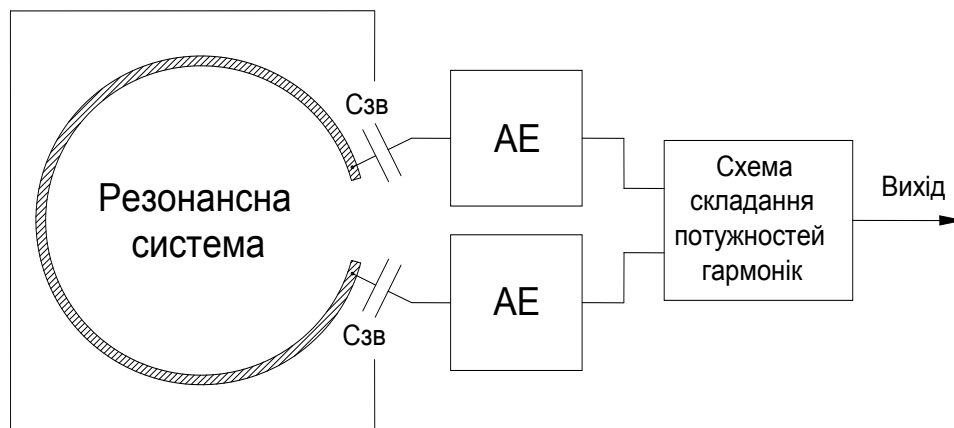 Сзв
АЕ
Резонансна
система
Схема
складання
потужностей
гармонік
Вихід
АЕ
Сзв